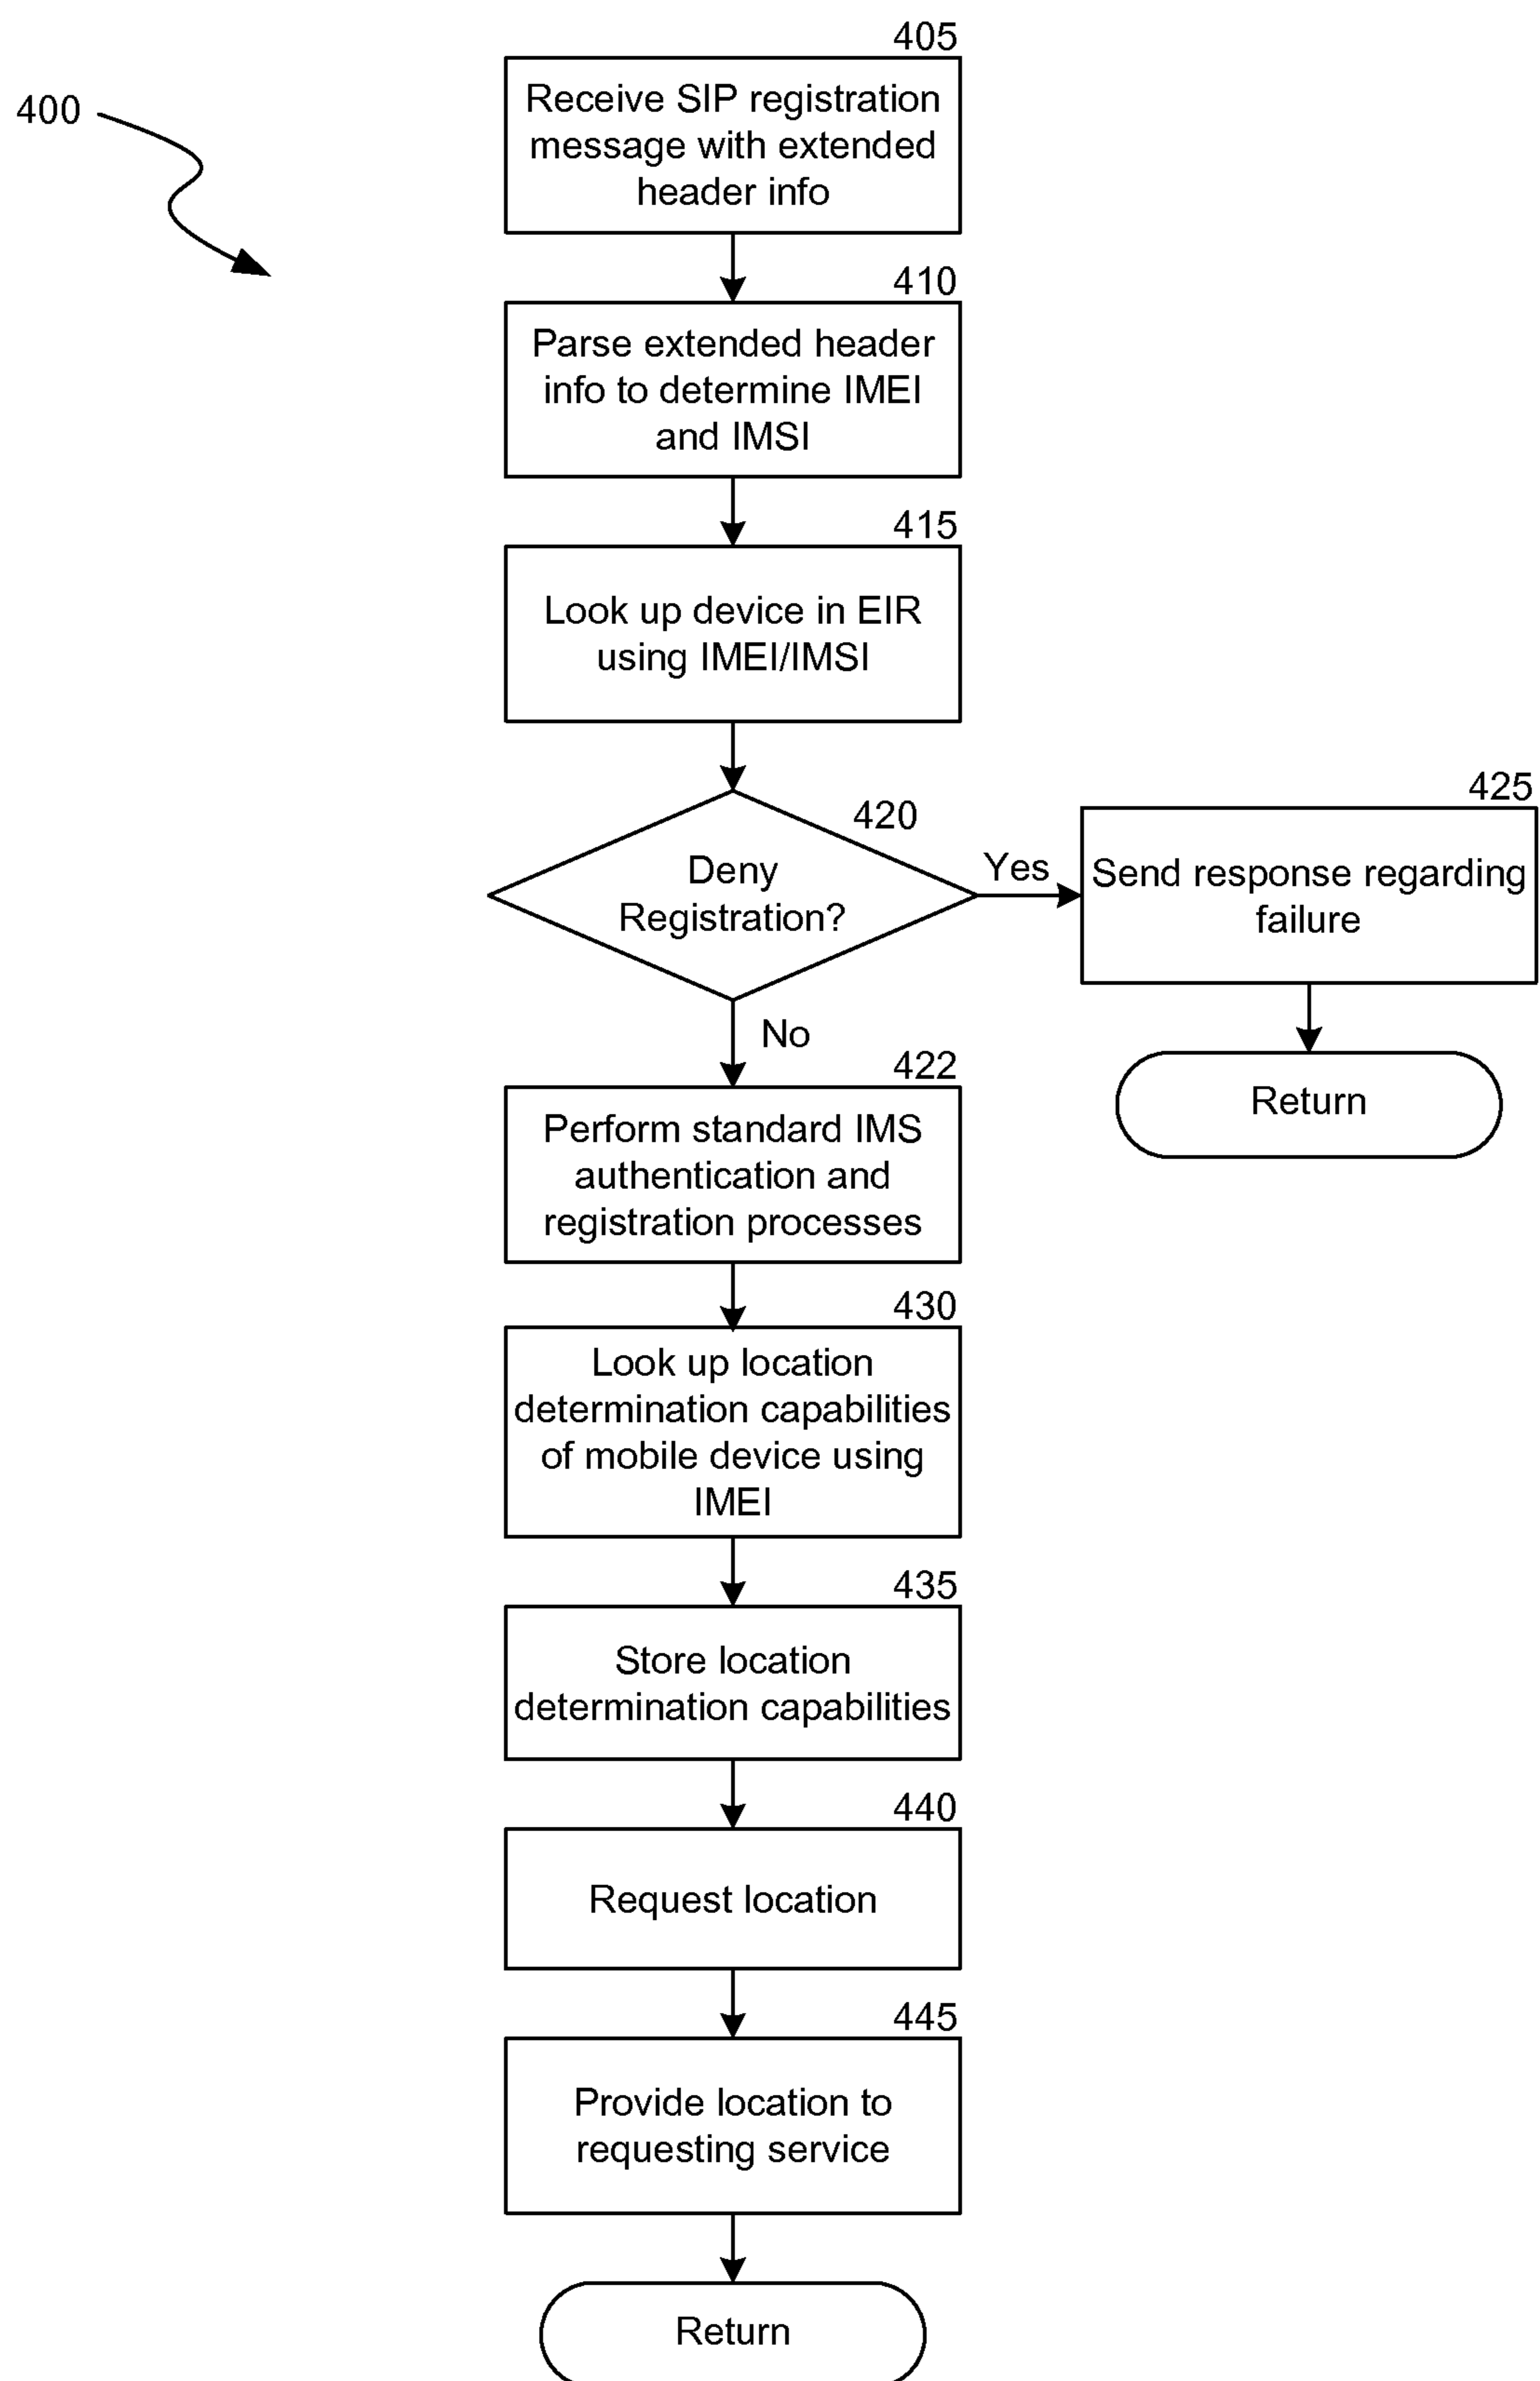 405
400
Receive SIP registration
message with extended
header info
410
Parse extended header
info to determine IMEI
and IMSI
415
Look up device in EIR
using IMEI/IMSI
420
Deny
Registration?
Yes
425
Send response regarding
failure
Return
No
422
Perform standard IMS
authentication and
registration processes
430
Look up location
determination capabilities
of mobile device using
IMEI
435
Store location
determination capabilities
440
Request location
445
Provide location to
requesting service
Return